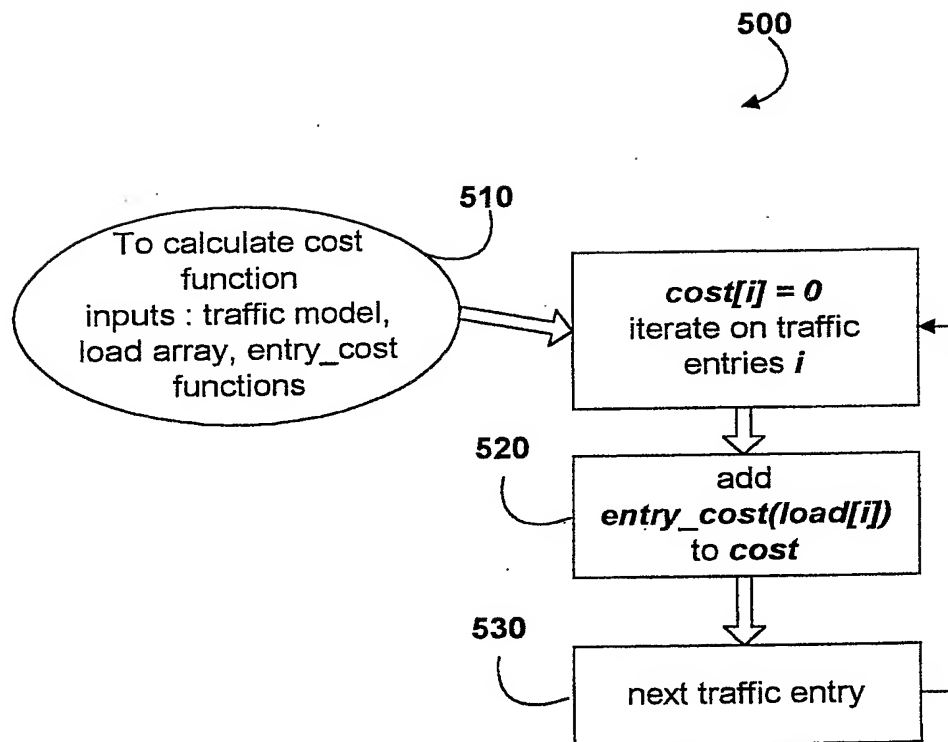 500
510
To calculate cost
function
inputs : traffic model,
load array, entry_cost
functions
cost[i] = 0
iterate on traffic
entries i
520
add
entry_cost(load[i])
to cost
530
next traffic entry